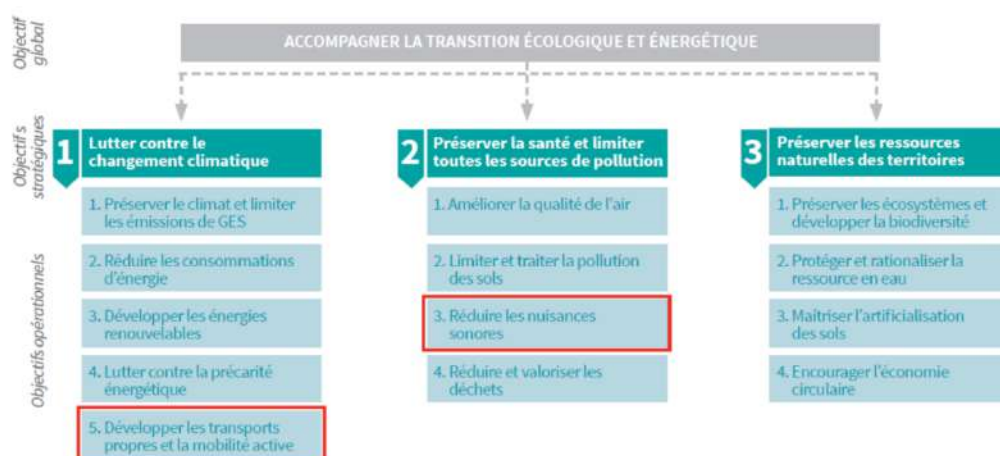 Objectif
global
ACCOMPAGNER LA TRANSITION ÉCOLOGIQUE ET ÉNERGÉTIQUE
Objectifs
stratégiques
1
Lutter contre le
changement climatique
2
Préserver la santé et limiter
toutes les sources de pollution
3
Préserver les ressources
naturelles des territoires
Objectifs opérationnels
1. Préserver le climat et limiter
les émissions de GES
2. Réduire les consommations
d'énergie
3. Développer les énergies
renouvelables
4. Lutter contre la précarité
énergétique
5. Développer les transports
propres et la mobilité active
1. Améliorer la qualité de l'air
2. Limiter et traiter la pollution
des sols
3. Réduire les nuisances
sonores
4. Réduire et valoriser les
déchets
1. Préserver les écosystèmes et
développer la biodiversité
2. Protéger et rationaliser la
ressource en eau
3. Maîtriser l'artificialisation
des sols
4. Encourager l'économie
circulaire